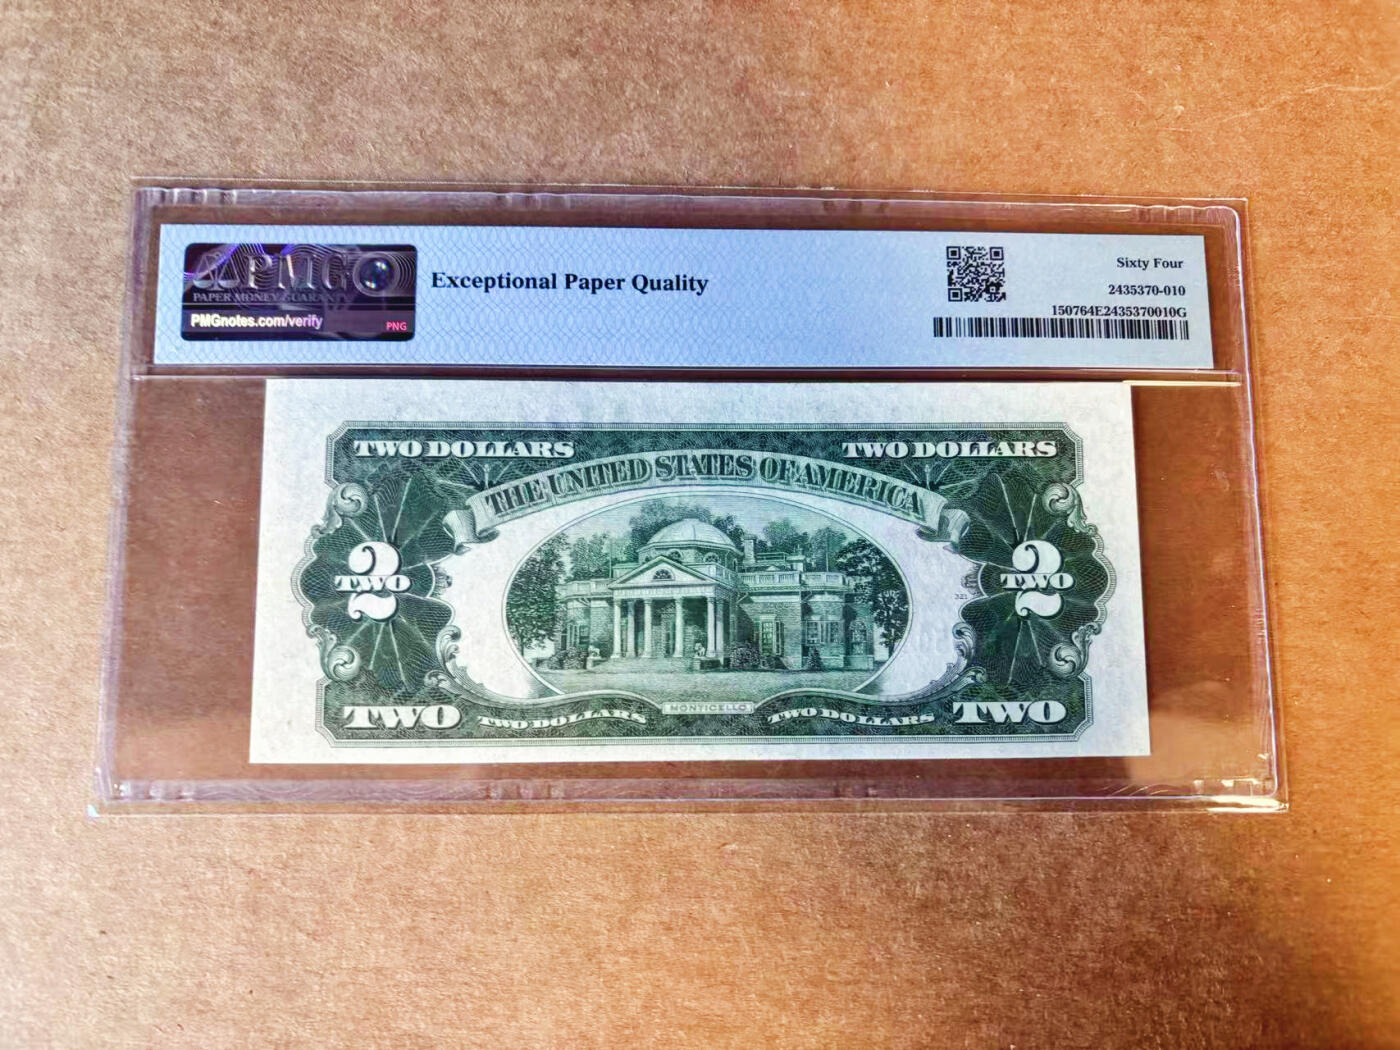 PMG
PAPER MONEY GUARANTY
PMGnotes.com/verify
PNG
Exceptional Paper Quality
Sixty Four
2435370-010
150764E2435370010G
TWO DOLLARS
TWO DOLLARS
THE UNITED STATES OF AMERICA
2
TWO
2
TWO
321
TWO
TWO DOLLARS
MONTICELLO
TWO DOLLARS
TWO